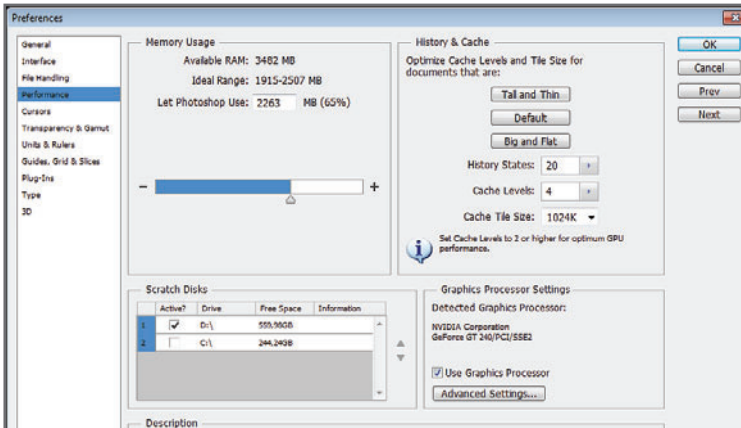 Preferences
General
Interface
File Handling
Performance
Cursors
Transparency & Gamut
Units & Rulers
Guides, Grid & Slices
Plug-Ins
Type
3D
Memory Usage
Available RAM: 3482 MB
Ideal Range: 1915-2507 MB
Let Photoshop Use: 2263 MB (65%)
- +
History & Cache
Optimize Cache Levels and Tile Size for
documents that are:
Tall and Thin
Default
Big and Flat
History States: 20
Cache Levels: 4
Cache Tile Size: 1024K
Set Cache Levels to 2 or higher for optimum GPU
performance.
OK
Cancel
Prev
Next
Scratch Disks
Active? Drive Free Space Information
1 D:\ 559.98GB
2 C:\ 244.24GB
Graphics Processor Settings
Detected Graphics Processor:
NVIDIA Corporation
GeForce GT 240/PCI/SSE2
Use Graphics Processor
Advanced Settings...
Description